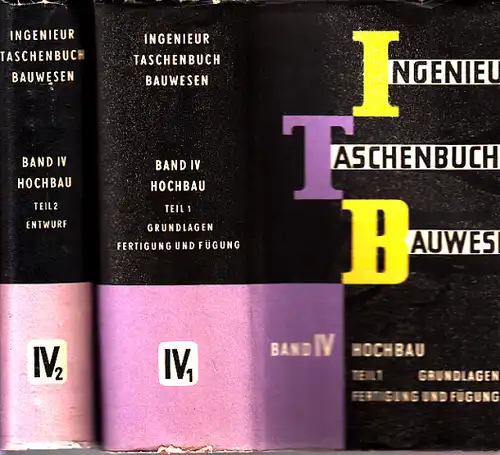 INGENIEUR
TASCHENBUCH
BAUWESEN
BAND IV
HOCHBAU
TEIL 2
ENTWURF
IV2
INGENIEUR
TASCHENBUCH
BAUWESEN
BAND IV
HOCHBAU
TEIL 1
GRUNDLAGEN
FERTIGUNG UND FÜGUNG
IV1
INGENIEU
TASCHENBUCH
BAUWESE
BAND IV HOCHBAU
TEIL 1 GRUNDLAGEN
FERTIGUNG UND FÜGUNG